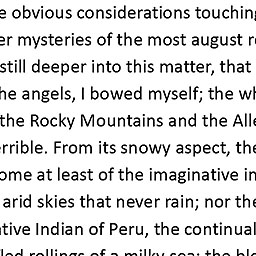 e obvious considerations touching
er mysteries of the most august r
still deeper into this matter, that
he angels, I bowed myself; the wh
the Rocky Mountains and the Alle
errible. From its snowy aspect, the
ome at least of the imaginative in
arid skies that never rain; nor the
ative Indian of Peru, the continual
lled rollings of a milky sea; the ble